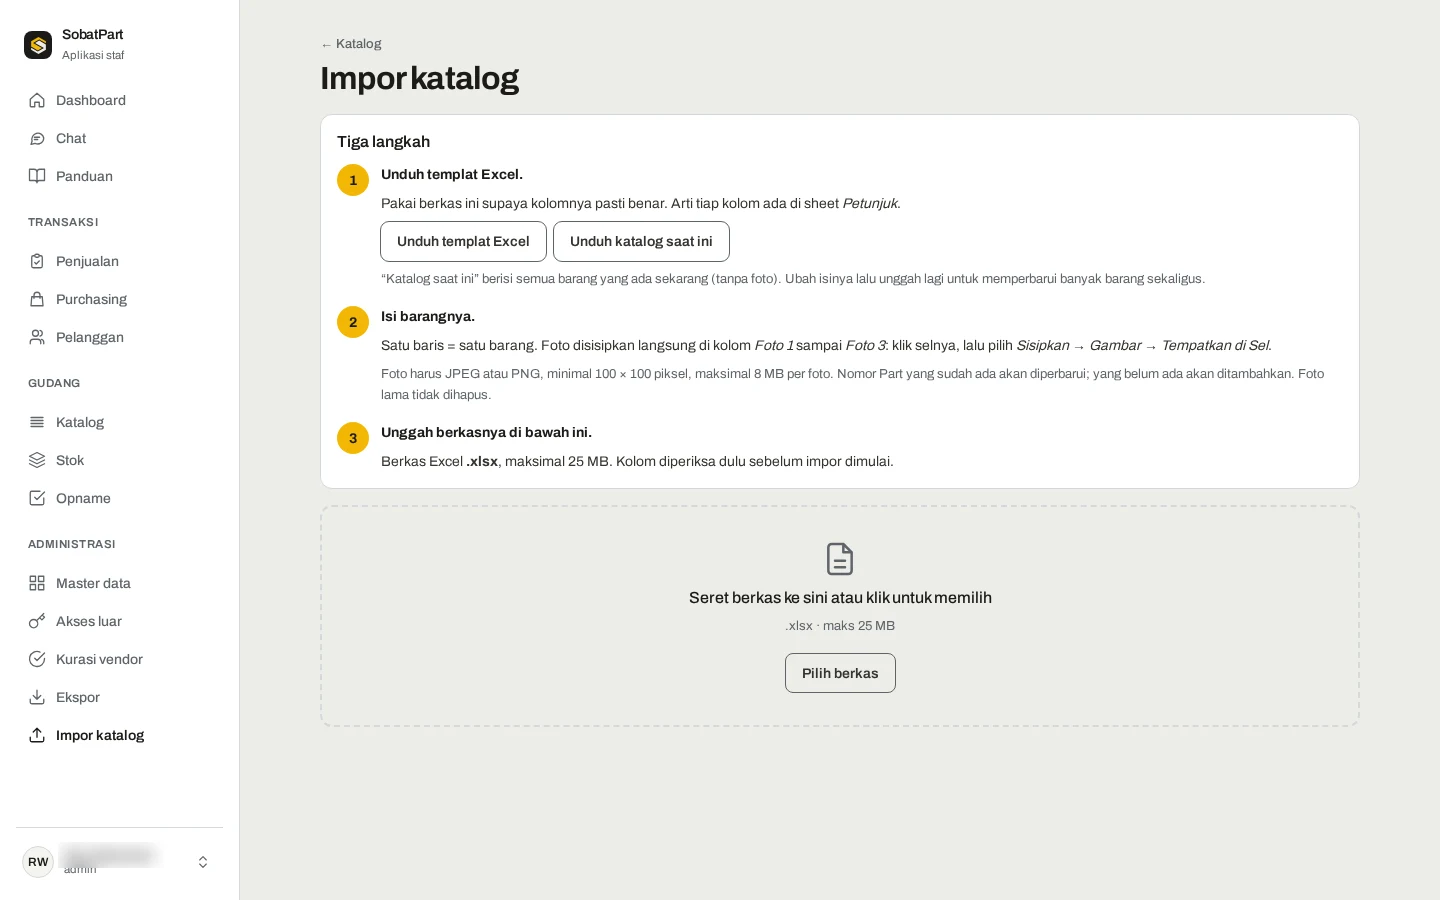 SobatPart
Aplikasi staf
Dashboard
Chat
Panduan
TRANSAKSI
Penjualan
Purchasing
Pelanggan
GUDANG
Katalog
Stok
Opname
ADMINISTRASI
Master data
Akses luar
Kurasi vendor
Ekspor
Impor katalog
RW
admin
← Katalog
Impor katalog
Tiga langkah
1
Unduh templat Excel.
Pakai berkas ini supaya kolomnya pasti benar. Arti tiap kolom ada di sheet Petunjuk.
Unduh templat Excel
Unduh katalog saat ini
“Katalog saat ini” berisi semua barang yang ada sekarang (tanpa foto). Ubah isinya lalu unggah lagi untuk memperbarui banyak barang sekaligus.
2
Isi barangnya.
Satu baris = satu barang. Foto disisipkan langsung di kolom Foto 1 sampai Foto 3: klik selnya, lalu pilih Sisipkan → Gambar → Tempatkan di Sel.
Foto harus JPEG atau PNG, minimal 100 × 100 piksel, maksimal 8 MB per foto. Nomor Part yang sudah ada akan diperbarui; yang belum ada akan ditambahkan. Foto
lama tidak dihapus.
3
Unggah berkasnya di bawah ini.
Berkas Excel .xlsx, maksimal 25 MB. Kolom diperiksa dulu sebelum impor dimulai.
Seret berkas ke sini atau klik untuk memilih
.xlsx · maks 25 MB
Pilih berkas